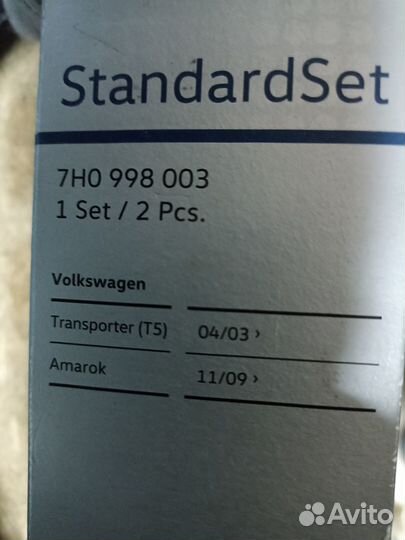 StandardSet
7H0 998 003
1 Set / 2 Pcs.
Volkswagen
Transporter (T5) 04/03 ›
Amarok 11/09 ›
Avito